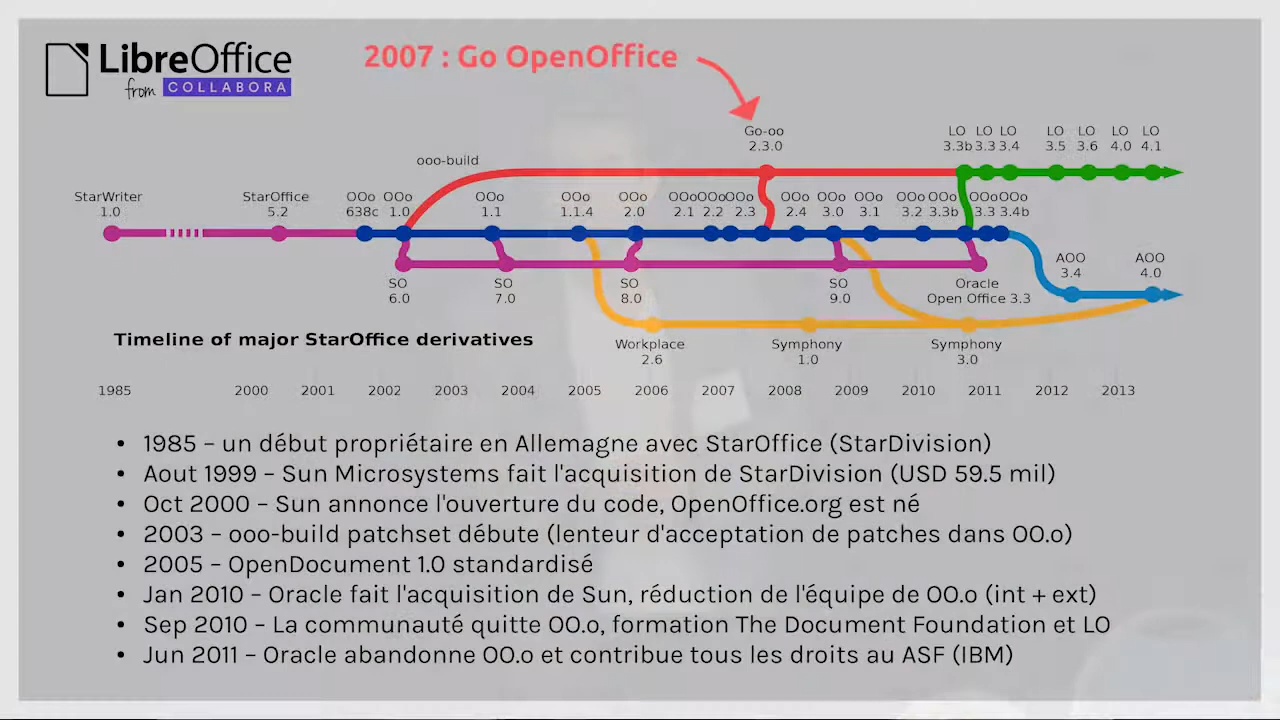 LibreOffice
from COLLABORA
2007 : Go OpenOffice
Go-oo
2.3.0
LO
3.3b
LO
3.3
LO
3.4
LO
3.5
LO
3.6
LO
4.0
LO
4.1
ooo-build
StarWriter
1.0
StarOffice
5.2
OOo
638c
OOo
1.0
OOo
1.1
OOo
1.1.4
OOo
2.0
OOo
2.1
OOo
2.2
OOo
2.3
OOo
2.4
OOo
3.0
OOo
3.1
OOo
3.2
OOo
3.3b
OOo
3.3
OOo
3.4b
SO
6.0
SO
7.0
SO
8.0
SO
9.0
Oracle
Open Office 3.3
AOO
3.4
AOO
4.0
Workplace
2.6
Symphony
1.0
Symphony
3.0
Timeline of major StarOffice derivatives
1985 2000 2001 2002 2003 2004 2005 2006 2007 2008 2009 2010 2011 2012 2013
• 1985 – un début propriétaire en Allemagne avec StarOffice (StarDivision)
• Aout 1999 – Sun Microsystems fait l'acquisition de StarDivision (USD 59.5 mil)
• Oct 2000 – Sun annonce l'ouverture du code, OpenOffice.org est né
• 2003 – ooo-build patchset débute (lenteur d'acceptation de patches dans OO.o)
• 2005 – OpenDocument 1.0 standardisé
• Jan 2010 – Oracle fait l'acquisition de Sun, réduction de l'équipe de OO.o (int + ext)
• Sep 2010 – La communauté quitte OO.o, formation The Document Foundation et LO
• Jun 2011 – Oracle abandonne OO.o et contribue tous les droits au ASF (IBM)